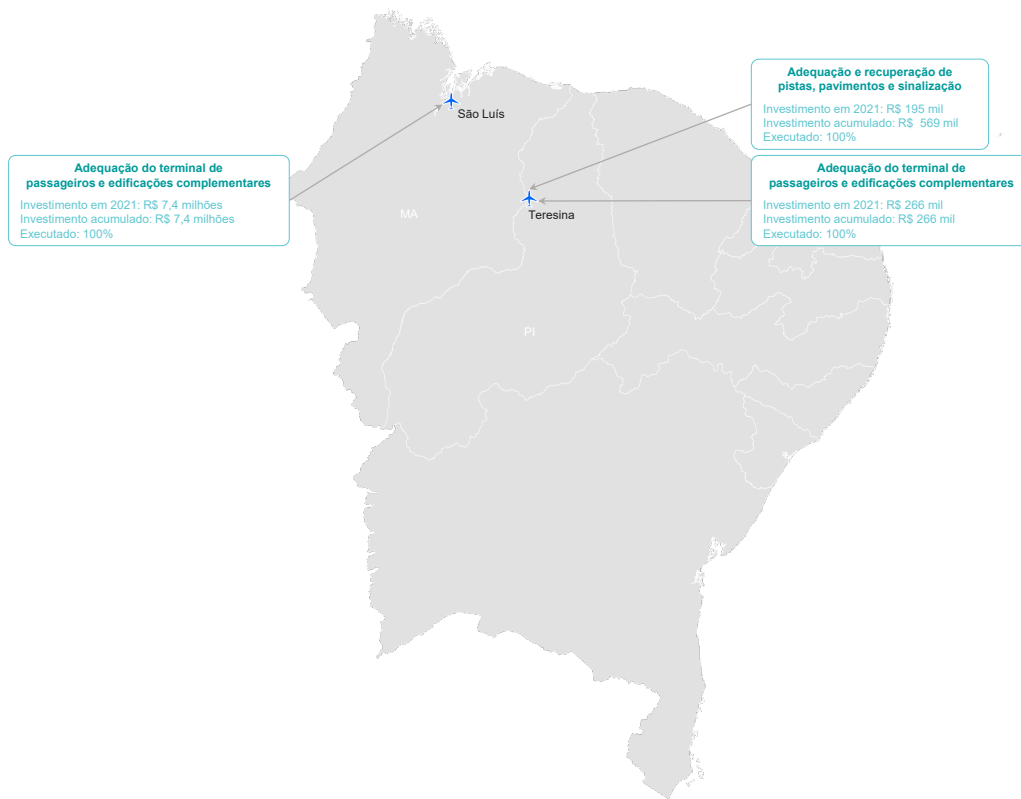 Adequação e recuperação de
pistas, pavimentos e sinalização
Investimento em 2021: R$ 195 mil
Investimento acumulado: R$  569 mil
Executado: 100%
São Luís
Adequação do terminal de
passageiros e edificações complementares
Investimento em 2021: R$ 7,4 milhões
Investimento acumulado: R$ 7,4 milhões
Executado: 100%
Adequação do terminal de
passageiros e edificações complementares
Investimento em 2021: R$ 266 mil
Investimento acumulado: R$ 266 mil
Executado: 100%
MA
Teresina
PI